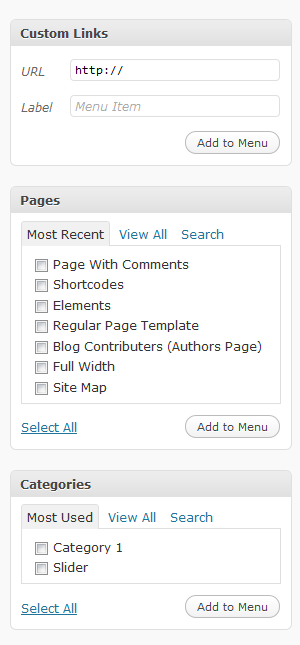 Custom Links
URL http://
Label Menu Item
Add to Menu
Pages
Most Recent View All Search
Page With Comments
Shortcodes
Elements
Regular Page Template
Blog Contributers (Authors Page)
Full Width
Site Map
Select All Add to Menu
Categories
Most Used View All Search
Category 1
Slider
Select All Add to Menu